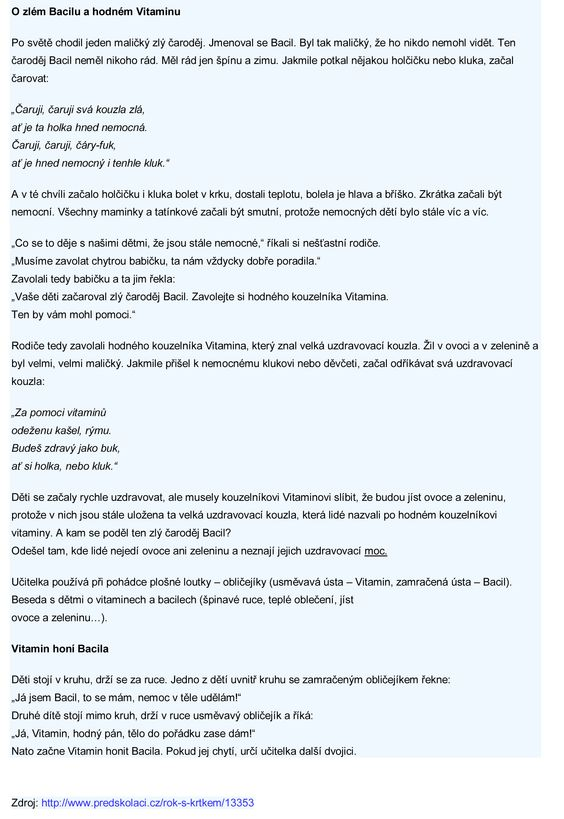 O zlém Bacilu a hodném Vitaminu
Po světě chodil jeden maličký zlý čaroděj. Jmenoval se Bacil. Byl tak maličký, že ho nikdo nemohl vidět. Ten
čaroděj Bacil neměl nikoho rád. Měl rád jen špínu a zimu. Jakmile potkal nějakou holčičku nebo kluka, začal
čarovat:
„Čaruji, čaruji svá kouzla zlá,
ať je ta holka hned nemocná.
Čaruji, čaruji, čáry-fuk,
ať je hned nemocný i tenhle kluk.“
A v té chvíli začalo holčičku i kluka bolet v krku, dostali teplotu, bolela je hlava a bříško. Zkrátka začali být
nemocní. Všechny maminky a tatínkové začali být smutní, protože nemocných dětí bylo stále víc a víc.
„Co se to děje s našimi dětmi, že jsou stále nemocné,“ říkali si nešťastní rodiče.
„Musíme zavolat chytrou babičku, ta nám vždycky dobře poradila.“
Zavolali tedy babičku a ta jim řekla:
„Vaše děti začaroval zlý čaroděj Bacil. Zavolejte si hodného kouzelníka Vitamina.
Ten by vám mohl pomoci.“
Rodiče tedy zavolali hodného kouzelníka Vitamina, který znal velká uzdravovací kouzla. Žil v ovoci a v zelenině a
byl velmi, velmi maličký. Jakmile přišel k nemocnému klukovi nebo děvčeti, začal odříkávat svá uzdravovací
kouzla:
„Za pomoci vitaminů
odeženu kašel, rýmu.
Budeš zdravý jako buk,
ať si holka, nebo kluk.“
Děti se začaly rychle uzdravovat, ale musely kouzelníkovi Vitaminovi slíbit, že budou jíst ovoce a zeleninu,
protože v nich jsou stále uložena ta velká uzdravovací kouzla, která lidé nazvali po hodném kouzelníkovi
vitaminy. A kam se poděl ten zlý čaroděj Bacil?
Odešel tam, kde lidé nejedí ovoce ani zeleninu a neznají jejich uzdravovací moc.
Učitelka používá při pohádce plošné loutky – obličejíky (usměvavá ústa – Vitamin, zamračená ústa – Bacil).
Beseda s dětmi o vitaminech a bacilech (špinavé ruce, teplé oblečení, jíst
ovoce a zeleninu…).
Vitamin honí Bacila
Děti stojí v kruhu, drží se za ruce. Jedno z dětí uvnitř kruhu se zamračeným obličejíkem řekne:
„Já jsem Bacil, to se mám, nemoc v těle udělám!“
Druhé dítě stojí mimo kruh, drží v ruce usměvavý obličejík a říká:
„Já, Vitamin, hodný pán, tělo do pořádku zase dám!“
Nato začne Vitamin honit Bacila. Pokud jej chytí, určí učitelka další dvojici.
Zdroj: http://www.predskolaci.cz/rok-s-krtkem/13353